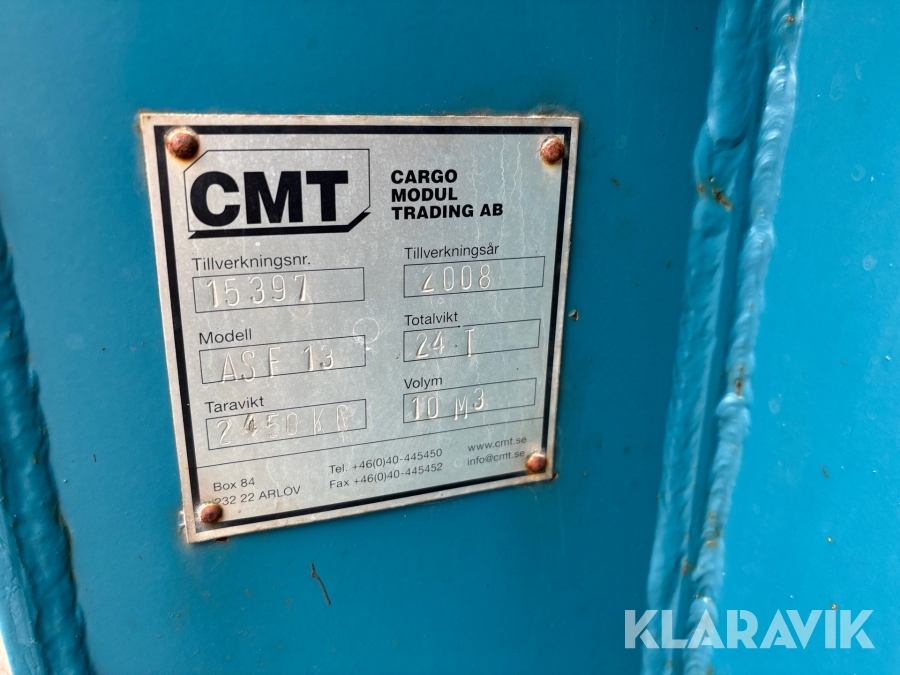 CMT
CARGO
MODUL
TRADING AB
Tillverkningsnr.
15397
Tillverkningsår
2008
Modell
ASF 13
Totalvikt
24 T
Taravikt
2450 KG
Volym
10 M3
Box 84
232 22 ARLÖV
Tel. +46(0)40-445450
Fax +46(0)40-445452
www.cmt.se
info@cmt.se
KLARAVIK